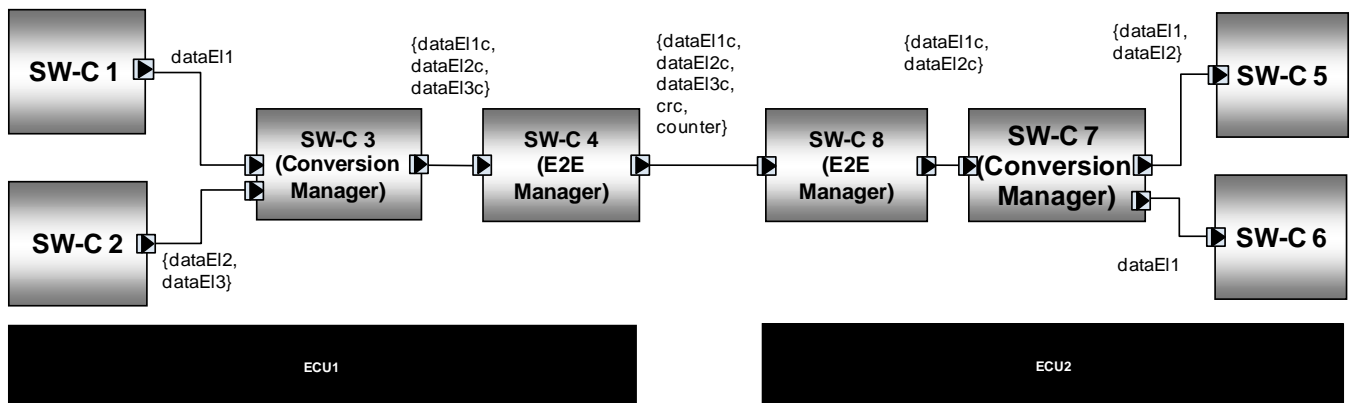 SW-C 1
dataEl1
SW-C 2
{dataEl2,
dataEl3}
SW-C 3
(Conversion
Manager)
{dataEl1c,
dataEl2c,
dataEl3c}
SW-C 4
(E2E
Manager)
{dataEl1c,
dataEl2c,
dataEl3c,
crc,
counter}
SW-C 8
(E2E
Manager)
{dataEl1c,
dataEl2c}
SW-C 7
(Conversion
Manager)
{dataEl1,
dataEl2}
SW-C 5
dataEl1
SW-C 6
ECU1
ECU2